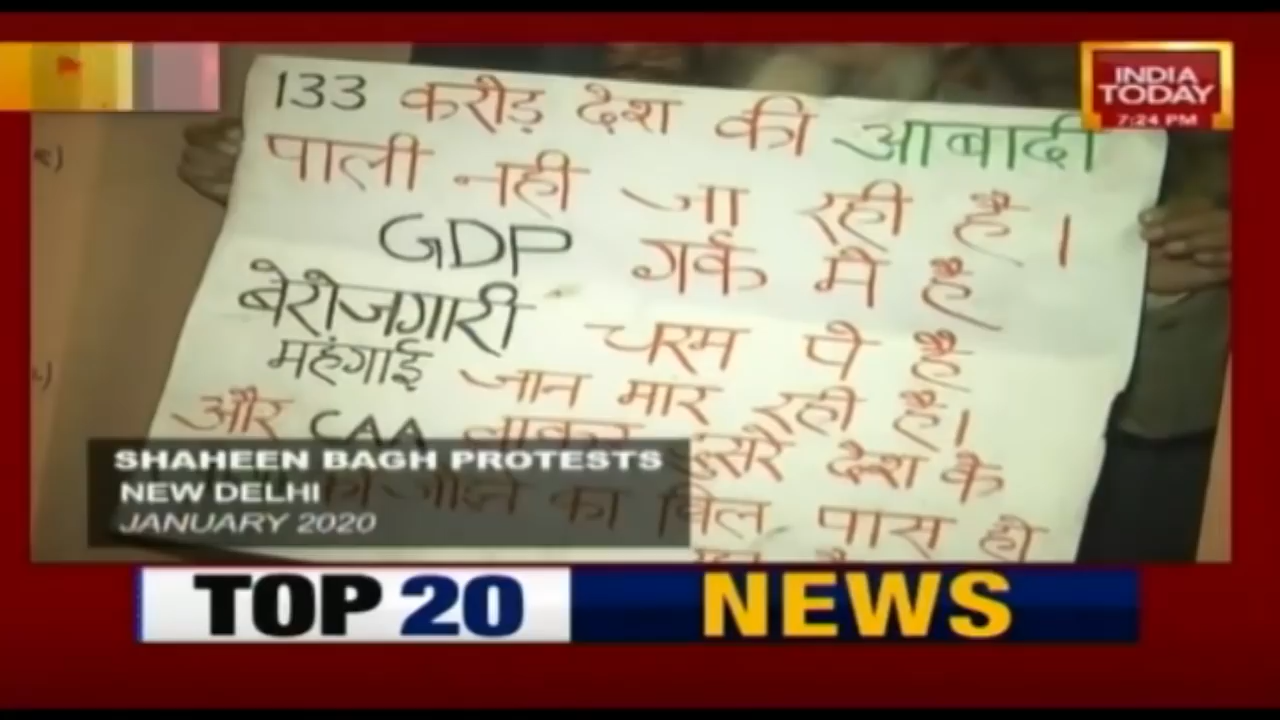 INDIA
TODAY
7:24 PM
133 करोड़ देश की आबादी
पाली नही जा रही है ।
GDP गर्क मे है
बेरोजगारी चरम पे है
महंगाई जान मार रही है।
और CAA लाकर दुसरे देश के
का बिल पास हो
SHAHEEN BAGH PROTESTS
NEW DELHI
JANUARY 2020
TOP 20 NEWS